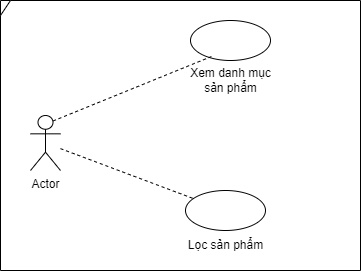 Xem danh mục
sản phẩm
Actor
Lọc sản phẩm